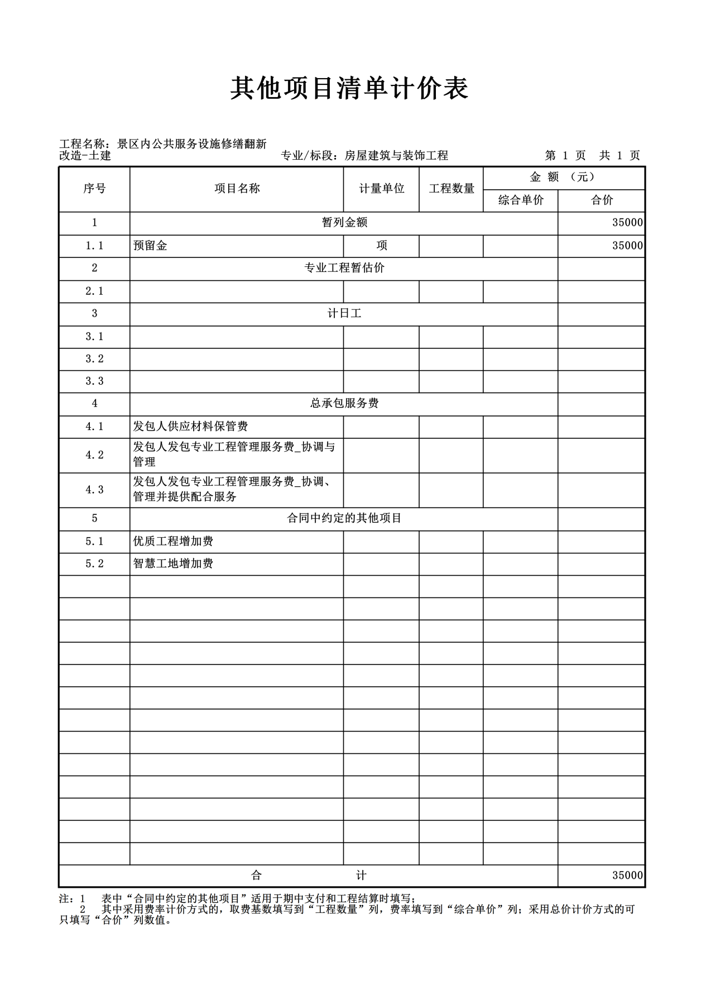 其他项目清单计价表
工程名称：景区内公共服务设施修缮翻新
改造-土建 专业/标段：房屋建筑与装饰工程 第 1 页 共 1 页
序号 项目名称 计量单位 工程数量 金 额 （元）
综合单价 合价
1 暂列金额 35000
1.1 预留金 项 35000
2 专业工程暂估价
2.1
3 计日工
3.1
3.2
3.3
4 总承包服务费
4.1 发包人供应材料保管费
4.2 发包人发包专业工程管理服务费_协调与
管理
4.3 发包人发包专业工程管理服务费_协调、
管理并提供配合服务
5 合同中约定的其他项目
5.1 优质工程增加费
5.2 智慧工地增加费
合 计 35000
注：1 表中“合同中约定的其他项目”适用于期中支付和工程结算时填写；
2 其中采用费率计价方式的，取费基数填写到“工程数量”列，费率填写到“综合单价”列；采用总价计价方式的可
只填写“合价”列数值。